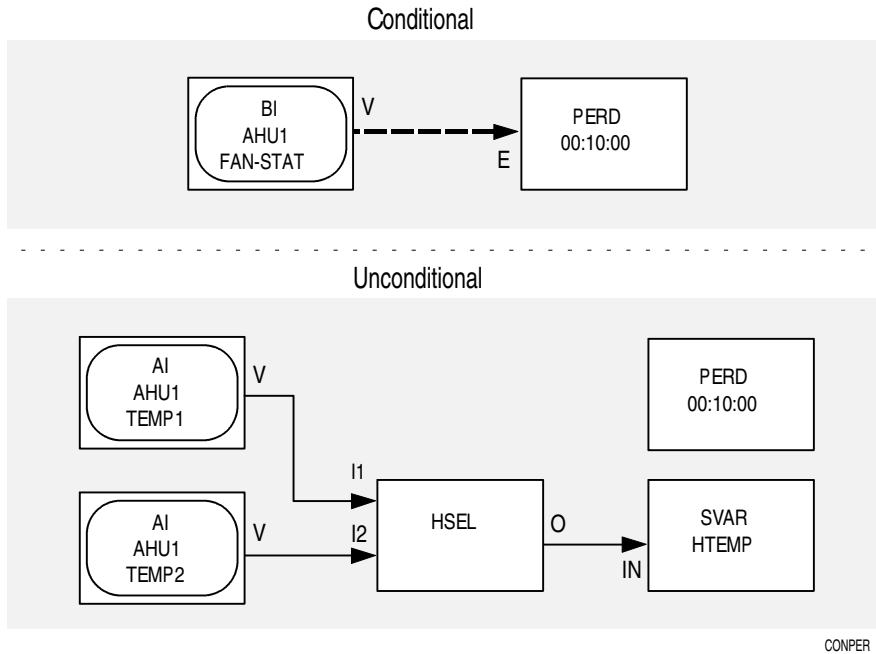 Conditional
BI
AHU1
FAN-STAT
V
E
PERD
00:10:00
Unconditional
AI
AHU1
TEMP1
V
AI
AHU1
TEMP2
V
I1
I2
HSEL
O
IN
PERD
00:10:00
SVAR
HTEMP
CONPER